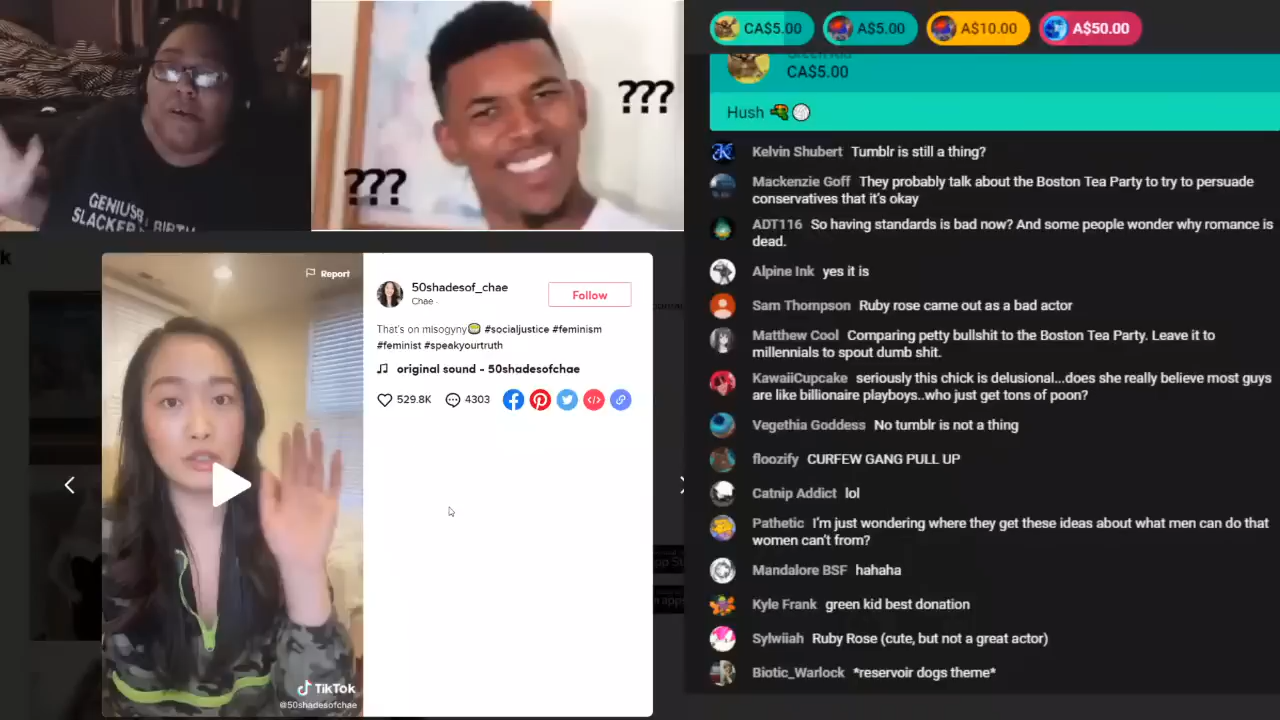 GENIUS BY BIRTH
SLACKER
???
???
CA$5.00
A$5.00
A$10.00
A$50.00
CA$5.00
Hush
Kelvin Shubert Tumblr is still a thing?
Mackenzie Goff They probably talk about the Boston Tea Party to try to persuade
conservatives that it's okay
ADT116 So having standards is bad now? And some people wonder why romance is
dead.
Alpine Ink yes it is
Sam Thompson Ruby rose came out as a bad actor
Matthew Cool Comparing petty bullshit to the Boston Tea Party. Leave it to
millennials to spout dumb shit.
KawaiiCupcake seriously this chick is delusional...does she really believe most guys
are like billionaire playboys..who just get tons of poon?
Vegethia Goddess No tumblr is not a thing
floozify CURFEW GANG PULL UP
Catnip Addict lol
Pathetic I'm just wondering where they get these ideas about what men can do that
women can't from?
Mandalore BSF hahaha
Kyle Frank green kid best donation
Sylwiiah Ruby Rose (cute, but not a great actor)
Biotic_Warlock *reservoir dogs theme*
k
Report
50shadesof_chae
Chae ·
Follow
That's on misogyny #socialjustice #feminism
#feminist #speakyourtruth
original sound - 50shadesofchae
529.8K 4303
TikTok
@50shadesofchae